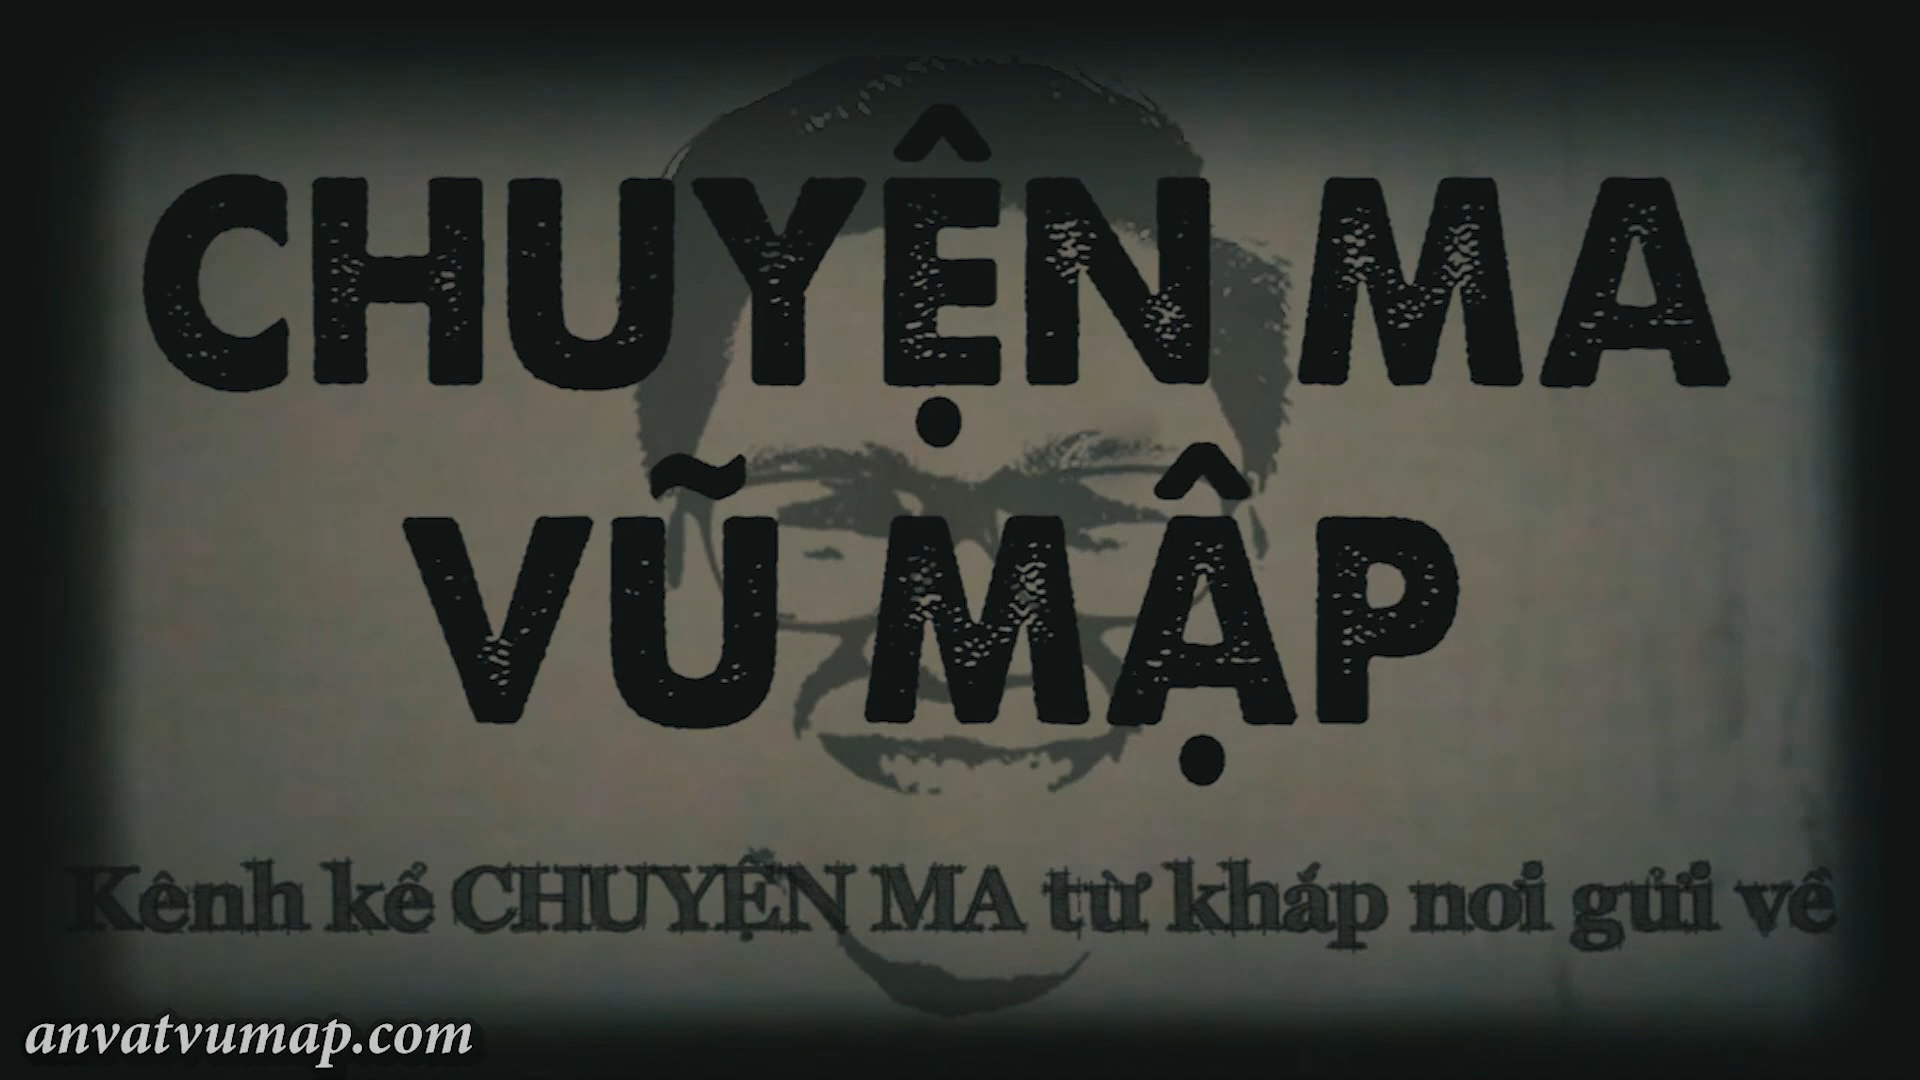 CHUYỆN MA
VŨ MẬP
Kênh kể CHUYỆN MA từ khắp nơi gửi về
anvatvumap.com